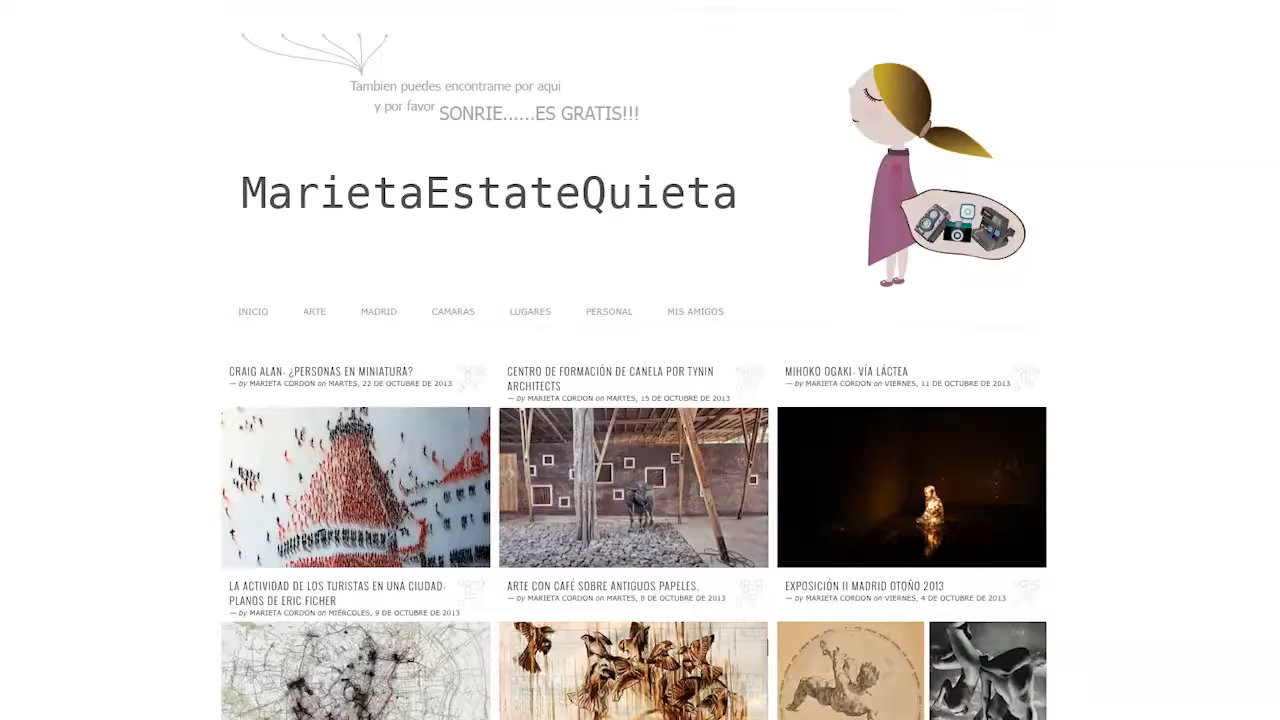 Tambien puedes encontrame por aqui
y por favor SONRIE......ES GRATIS!!!
MarietaEstateQuieta
INICIO ARTE MADRID CAMARAS LUGARES PERSONAL MIS AMIGOS
CRAIG ALAN. ¿PERSONAS EN MINIATURA?
— by MARIETA CORDON on MARTES, 22 DE OCTUBRE DE 2013
CENTRO DE FORMACIÓN DE CANELA POR TYNIN
ARCHITECTS
— by MARIETA CORDON on MARTES, 15 DE OCTUBRE DE 2013
MIHOKO OGAKI. VÍA LÁCTEA
— by MARIETA CORDON on VIERNES, 11 DE OCTUBRE DE 2013
LA ACTIVIDAD DE LOS TURISTAS EN UNA CIUDAD.
PLANOS DE ERIC FICHER
— by MARIETA CORDON on MIÉRCOLES, 9 DE OCTUBRE DE 2013
ARTE CON CAFÉ SOBRE ANTIGUOS PAPELES.
— by MARIETA CORDON on MARTES, 8 DE OCTUBRE DE 2013
EXPOSICIÓN II MADRID OTOÑO 2013
— by MARIETA CORDON on VIERNES, 4 DE OCTUBRE DE 2013